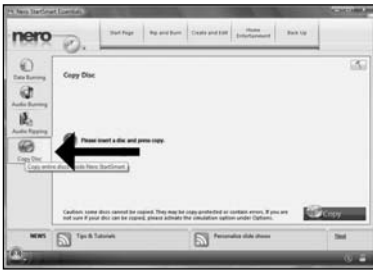 Nero StartSmart Essentials
nero
Start Page
Rip and Burn
Create and Edit
Home Entertainment
Back Up
Data Burning
Audio Burning
Audio Ripping
Copy Disc
Copy Disc
Please insert a disc and press copy.
Caution: some discs cannot be copied. They may be copy-protected or contain errors. If you are
not sure if your disc can be copied, please activate the simulation option under Options.
Copy
NEWS
Tips & Tutorials
Personalize slide shows